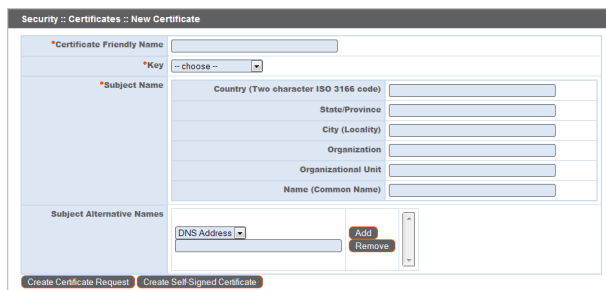 Security :: Certificates :: New Certificate
*Certificate Friendly Name
*Key -- choose --
*Subject Name
Country (Two character ISO 3166 code)
State/Province
City (Locality)
Organization
Organizational Unit
Name (Common Name)
Subject Alternative Names
DNS Address Add
Remove
Create Certificate Request Create Self-Signed Certificate